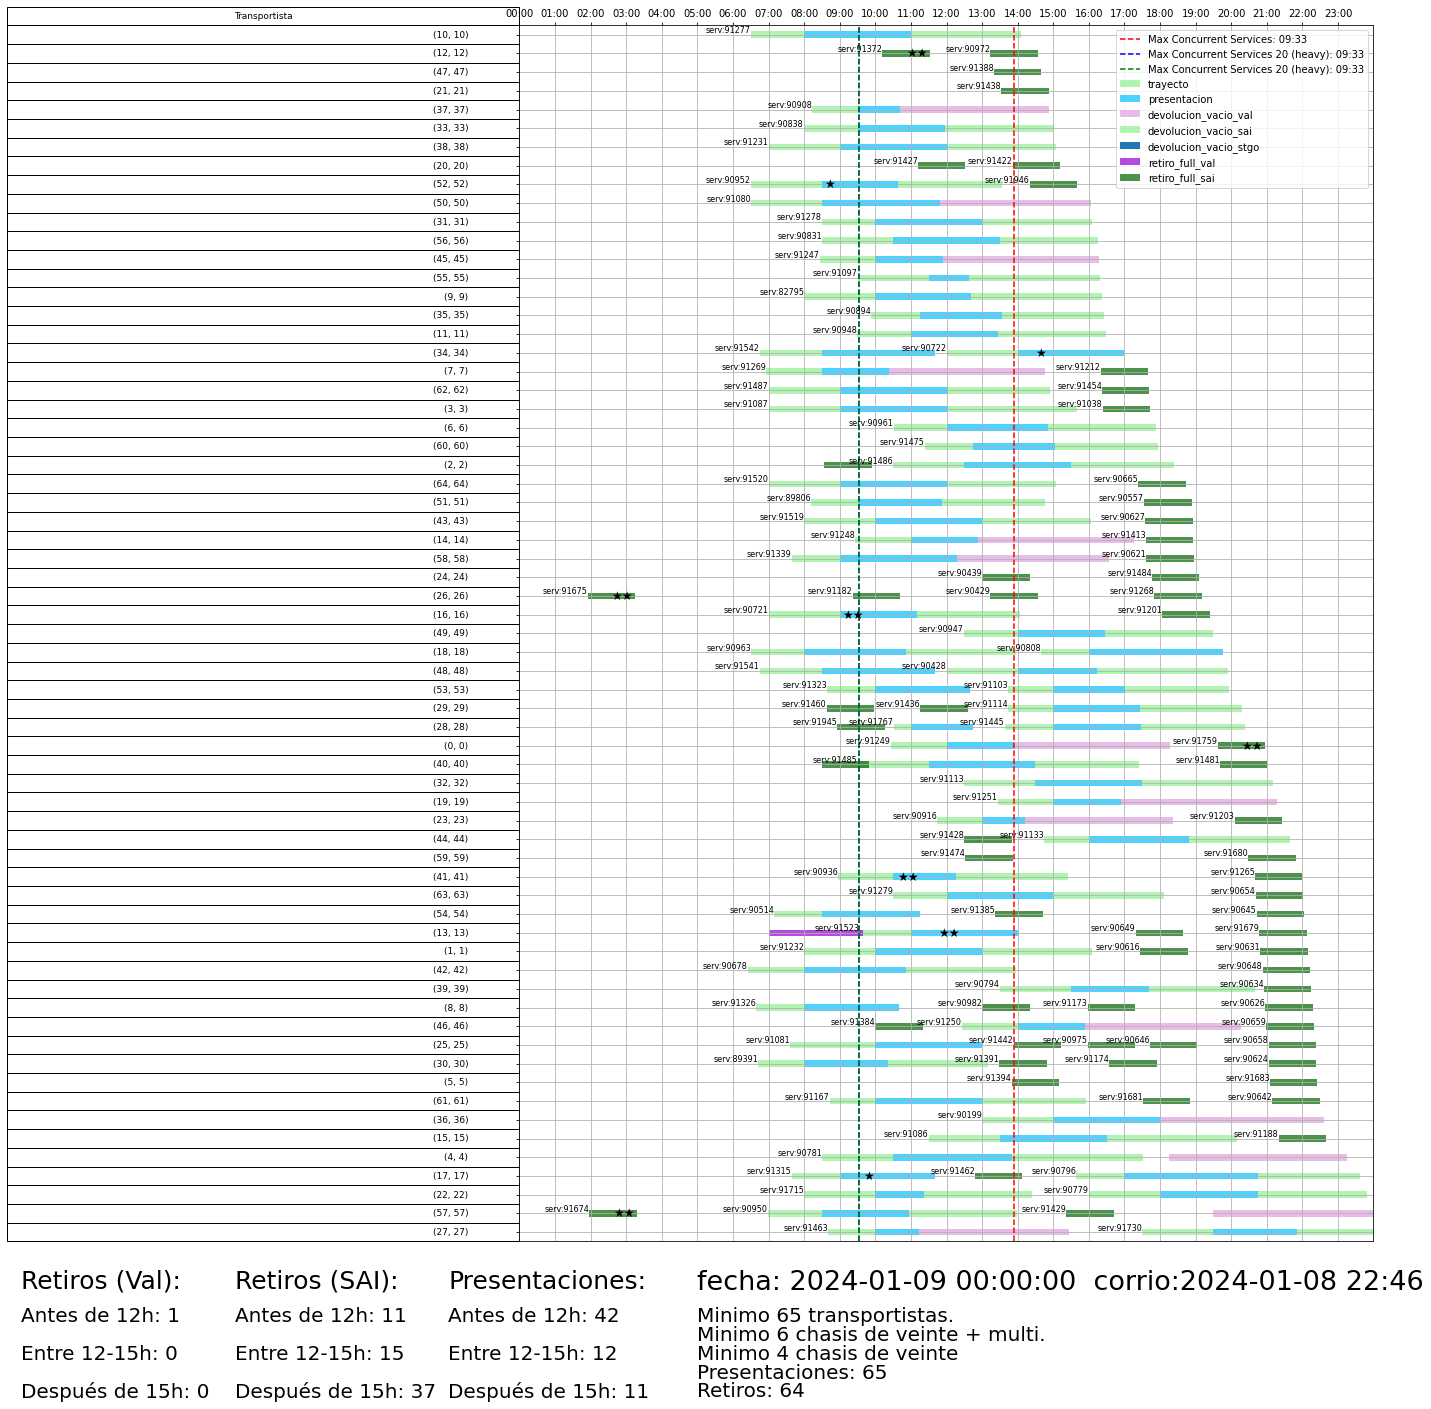 Transportista
00:00 01:00 02:00 03:00 04:00 05:00 06:00 07:00 08:00 09:00 10:00 11:00 12:00 13:00 14:00 15:00 16:00 17:00 18:00 19:00 20:00 21:00 22:00 23:00
Max Concurrent Services: 09:33
Max Concurrent Services 20 (heavy): 09:33
Max Concurrent Services 20 (heavy): 09:33
trayecto
presentacion
devolucion_vacio_val
devolucion_vacio_sai
devolucion_vacio_stgo
retiro_full_val
retiro_full_sai
(10, 10) serv:91277
(12, 12) serv:91372 serv:90972
(47, 47) serv:91388
(21, 21) serv:91438
(37, 37) serv:90908
(33, 33) serv:90838
(38, 38) serv:91231
(20, 20) serv:91427 serv:91422
(52, 52) serv:90952 serv:91946
(50, 50) serv:91080
(31, 31) serv:91278
(56, 56) serv:90831
(45, 45) serv:91247
(55, 55) serv:91097
(9, 9) serv:82795
(35, 35) serv:90894
(11, 11) serv:90948
(34, 34) serv:91542 serv:90722
(7, 7) serv:91269 serv:91212
(62, 62) serv:91487 serv:91454
(3, 3) serv:91087 serv:91038
(6, 6) serv:90961
(60, 60) serv:91475
(2, 2) serv:91486
(64, 64) serv:91520 serv:90665
(51, 51) serv:89806 serv:90557
(43, 43) serv:91519 serv:90627
(14, 14) serv:91248 serv:91413
(58, 58) serv:91339 serv:90621
(24, 24) serv:90439 serv:91484
(26, 26) serv:91675 serv:91182 serv:90429 serv:91268
(16, 16) serv:90721 serv:91201
(49, 49) serv:90947
(18, 18) serv:90963 serv:90808
(48, 48) serv:91541 serv:90428
(53, 53) serv:91323 serv:91103
(29, 29) serv:91460 serv:91436 serv:91114
(28, 28) serv:91945 serv:91767 serv:91445
(0, 0) serv:91249 serv:91759
(40, 40) serv:91485 serv:91481
(32, 32) serv:91113
(19, 19) serv:91251
(23, 23) serv:90916 serv:91203
(44, 44) serv:91428 serv:91133
(59, 59) serv:91474 serv:91680
(41, 41) serv:90936 serv:91265
(63, 63) serv:91279 serv:90654
(54, 54) serv:90514 serv:91385 serv:90645
(13, 13) serv:91523 serv:90649 serv:91679
(1, 1) serv:91232 serv:90616 serv:90631
(42, 42) serv:90678 serv:90648
(39, 39) serv:90794 serv:90634
(8, 8) serv:91326 serv:90982 serv:91173 serv:90626
(46, 46) serv:91384 serv:91250 serv:90659
(25, 25) serv:91081 serv:91442 serv:90975 serv:90646 serv:90658
(30, 30) serv:89391 serv:91391 serv:91174 serv:90624
(5, 5) serv:91394 serv:91683
(61, 61) serv:91167 serv:91681 serv:90642
(36, 36) serv:90199
(15, 15) serv:91086 serv:91188
(4, 4) serv:90781
(17, 17) serv:91315 serv:91462 serv:90796
(22, 22) serv:91715 serv:90779
(57, 57) serv:91674 serv:90950 serv:91429
(27, 27) serv:91463 serv:91730
Retiros (Val):
Antes de 12h: 1
Entre 12-15h: 0
Después de 15h: 0
Retiros (SAI):
Antes de 12h: 11
Entre 12-15h: 15
Después de 15h: 37
Presentaciones:
Antes de 12h: 42
Entre 12-15h: 12
Después de 15h: 11
fecha: 2024-01-09 00:00:00 corrio:2024-01-08 22:46
Minimo 65 transportistas.
Minimo 6 chasis de veinte + multi.
Minimo 4 chasis de veinte
Presentaciones: 65
Retiros: 64